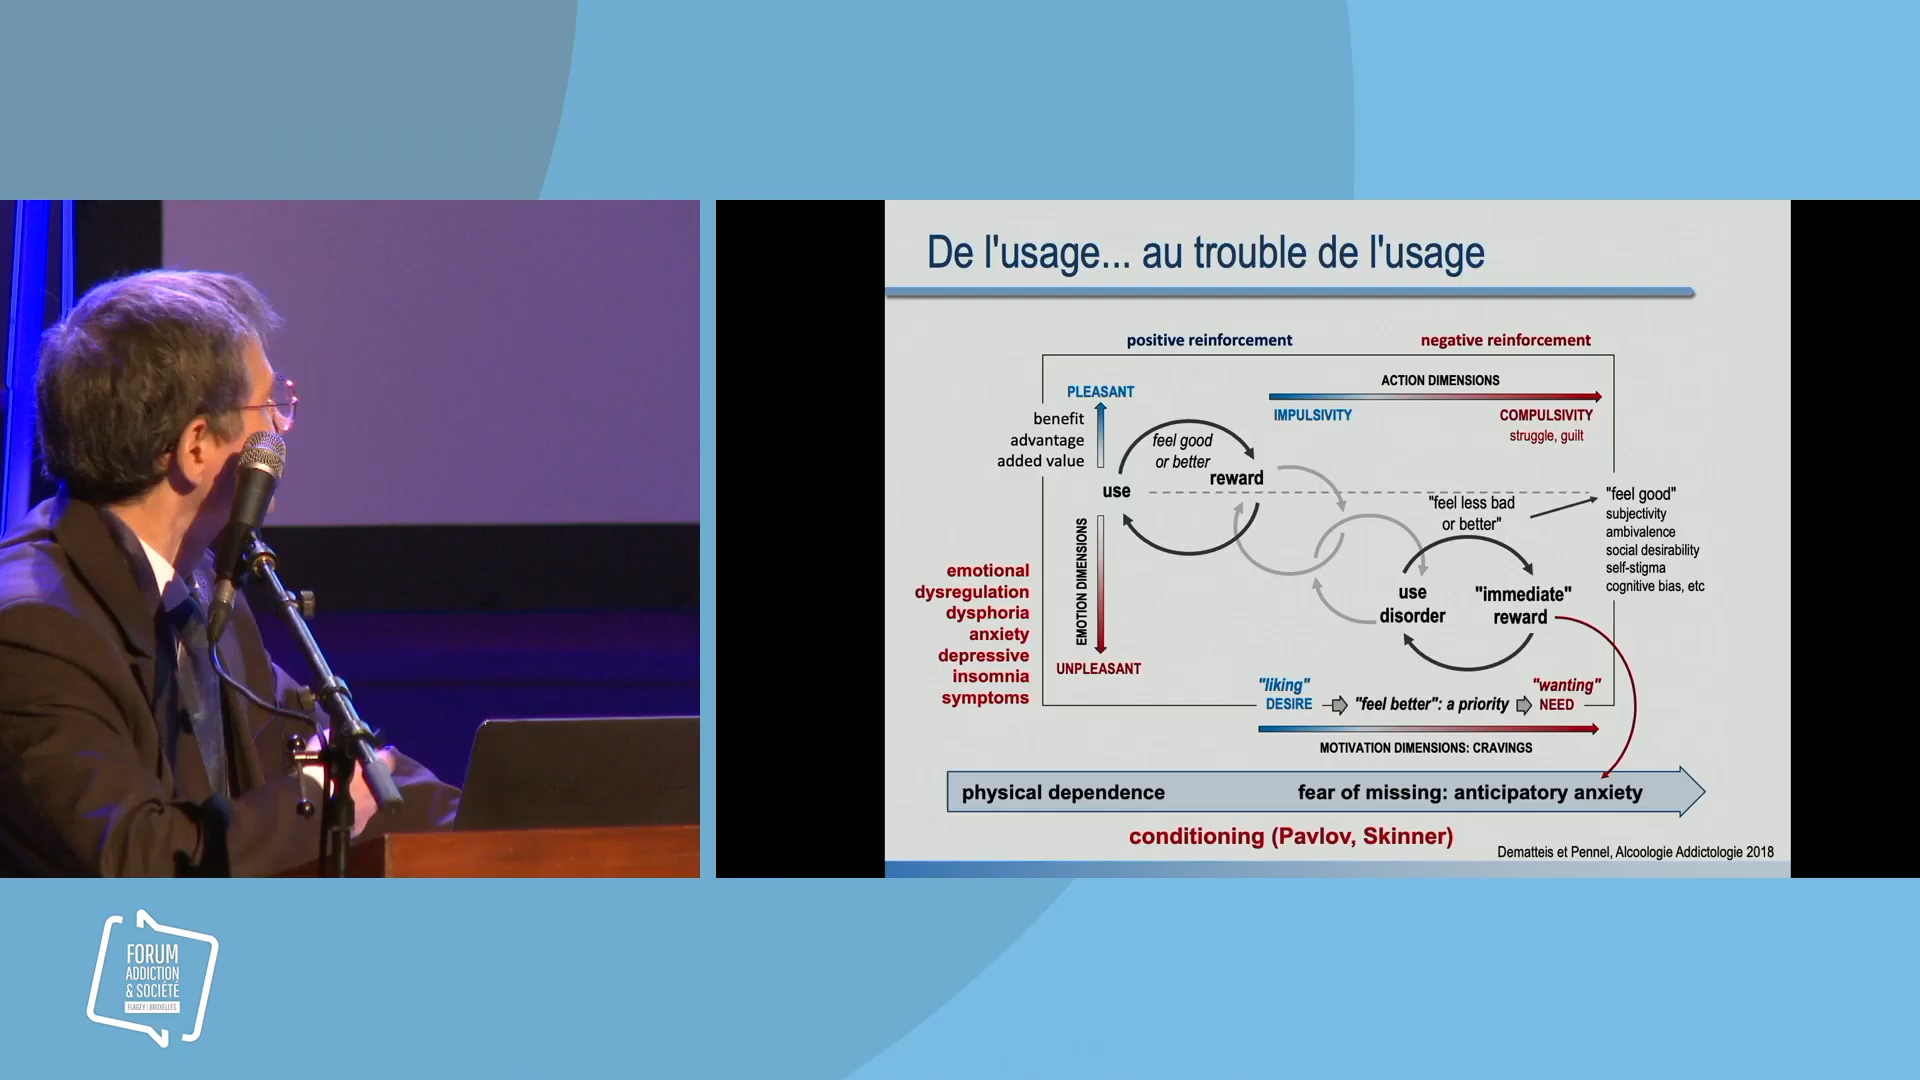 De l'usage... au trouble de l'usage
positive reinforcement
negative reinforcement
ACTION DIMENSIONS
PLEASANT
IMPULSIVITY
COMPULSIVITY
struggle, guilt
benefit
advantage
added value
feel good
or better
reward
use
"feel less bad
or better"
"feel good"
subjectivity
ambivalence
social desirability
self-stigma
cognitive bias, etc
EMOTION DIMENSIONS
emotional
dysregulation
dysphoria
anxiety
depressive
insomnia
symptoms
use
disorder
"immediate"
reward
UNPLEASANT
"liking"
DESIRE
"feel better": a priority
"wanting"
NEED
MOTIVATION DIMENSIONS: CRAVINGS
physical dependence
fear of missing: anticipatory anxiety
conditioning (Pavlov, Skinner)
Dematteis et Pennel, Alcoologie Addictologie 2018
FORUM
ADDICTION
& SOCIÉTÉ
FLAGEY | BRUXELLES